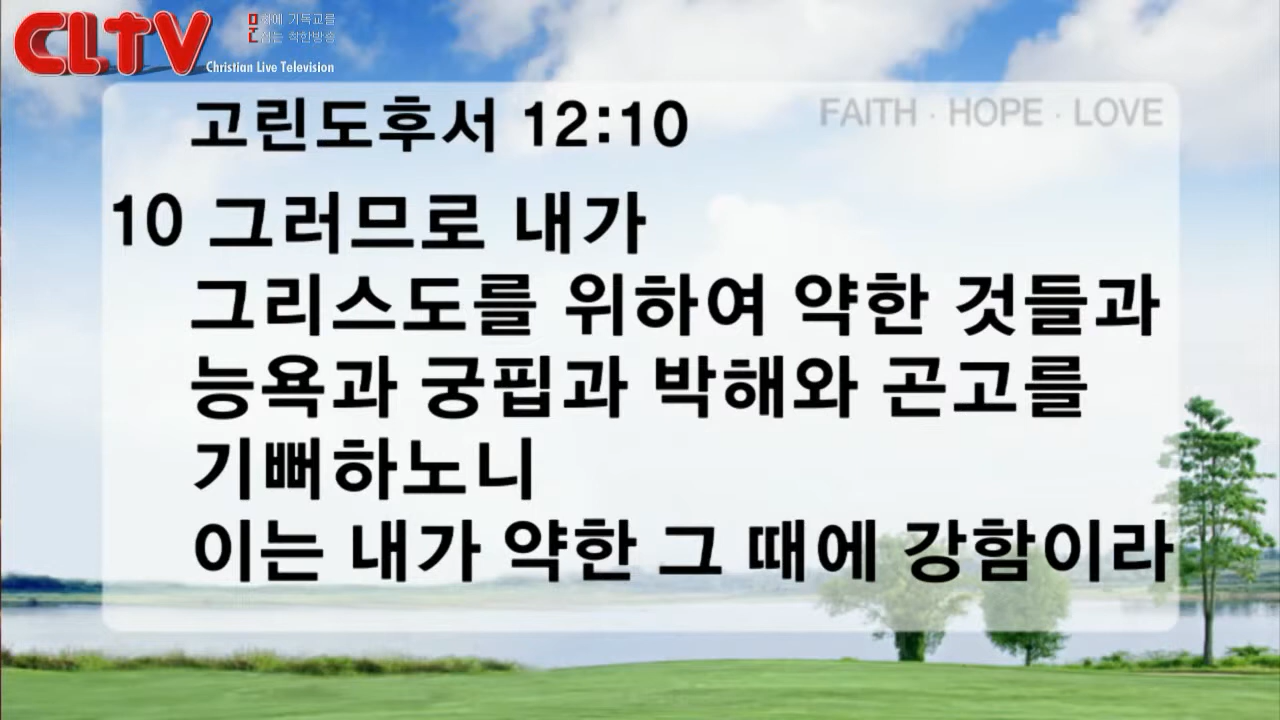 CLTV
Christian Live Television
고린도후서 12:10
FAITH · HOPE · LOVE
10 그러므로 내가
그리스도를 위하여 약한 것들과
능욕과 궁핍과 박해와 곤고를
기뻐하노니
이는 내가 약한 그 때에 강함이라